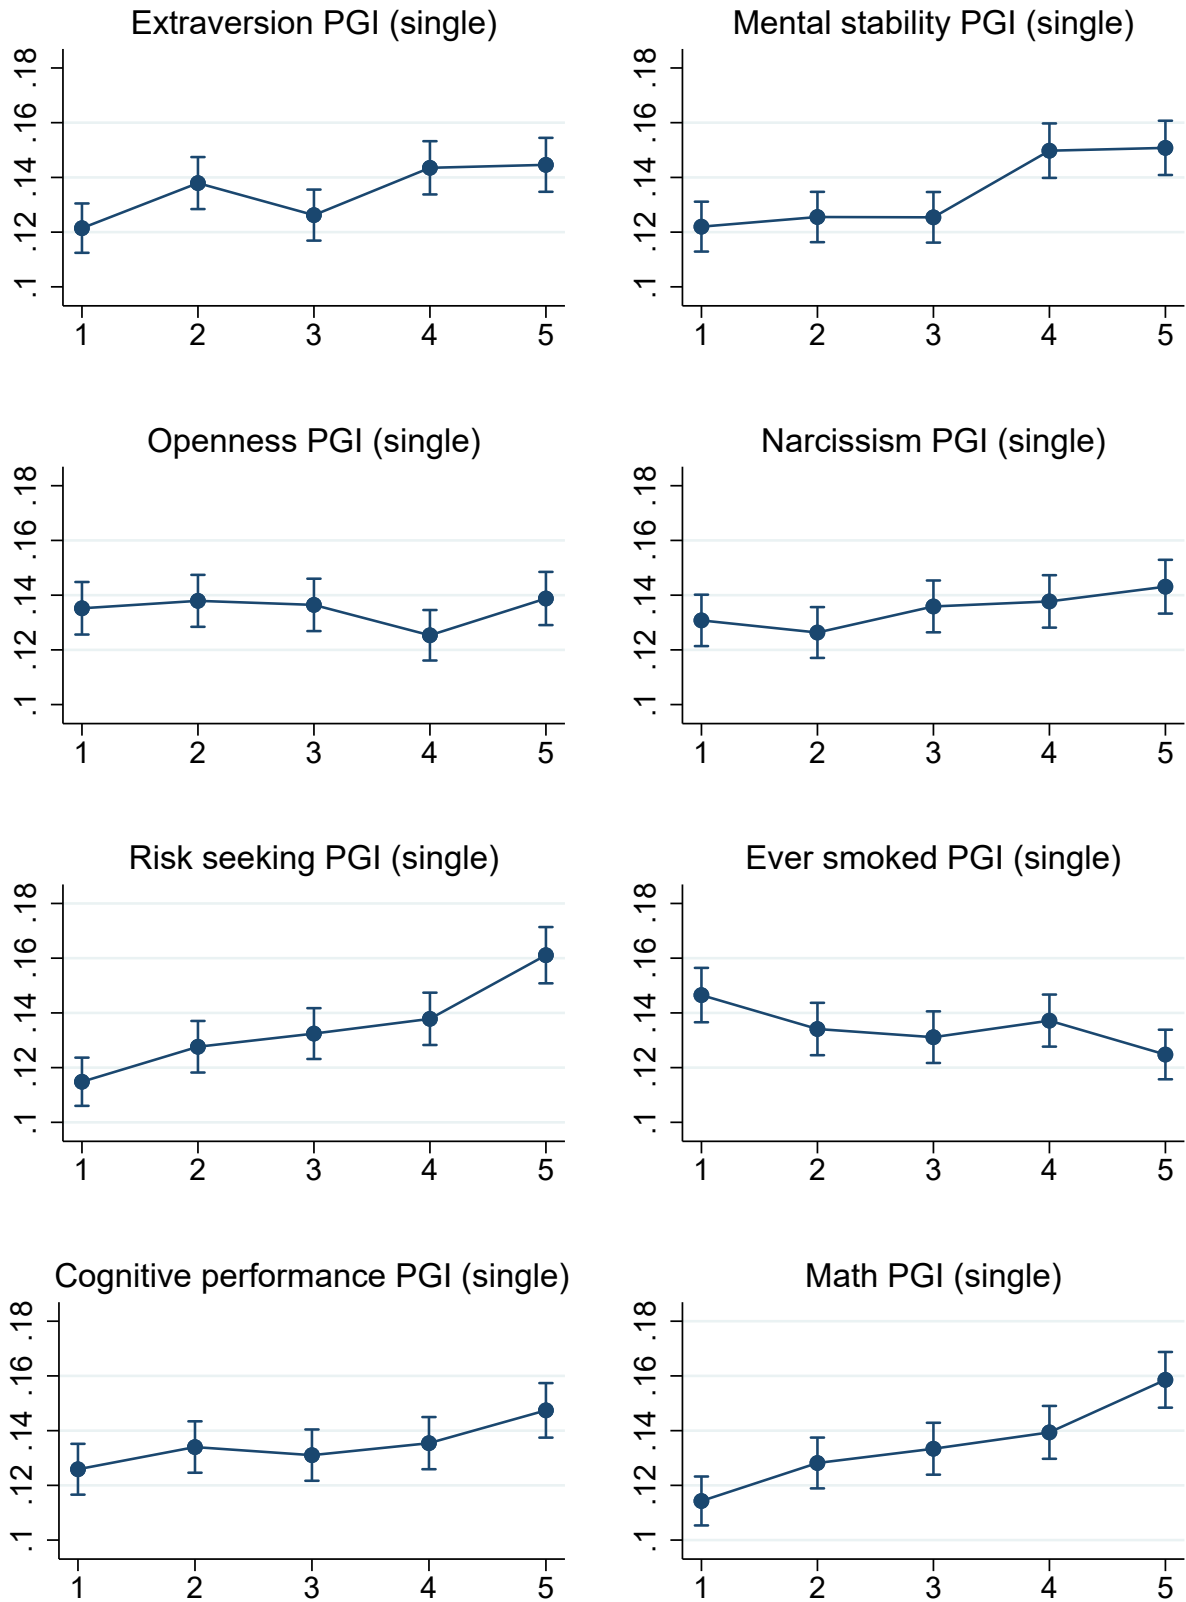 Extraversion PGI (single)
.18
.16
.14
.12
.1
1 2 3 4 5
Mental stability PGI (single)
.18
.16
.14
.12
.1
1 2 3 4 5
Openness PGI (single)
.18
.16
.14
.12
.1
1 2 3 4 5
Narcissism PGI (single)
.18
.16
.14
.12
.1
1 2 3 4 5
Risk seeking PGI (single)
.18
.16
.14
.12
.1
1 2 3 4 5
Ever smoked PGI (single)
.18
.16
.14
.12
.1
1 2 3 4 5
Cognitive performance PGI (single)
.18
.16
.14
.12
.1
1 2 3 4 5
Math PGI (single)
.18
.16
.14
.12
.1
1 2 3 4 5